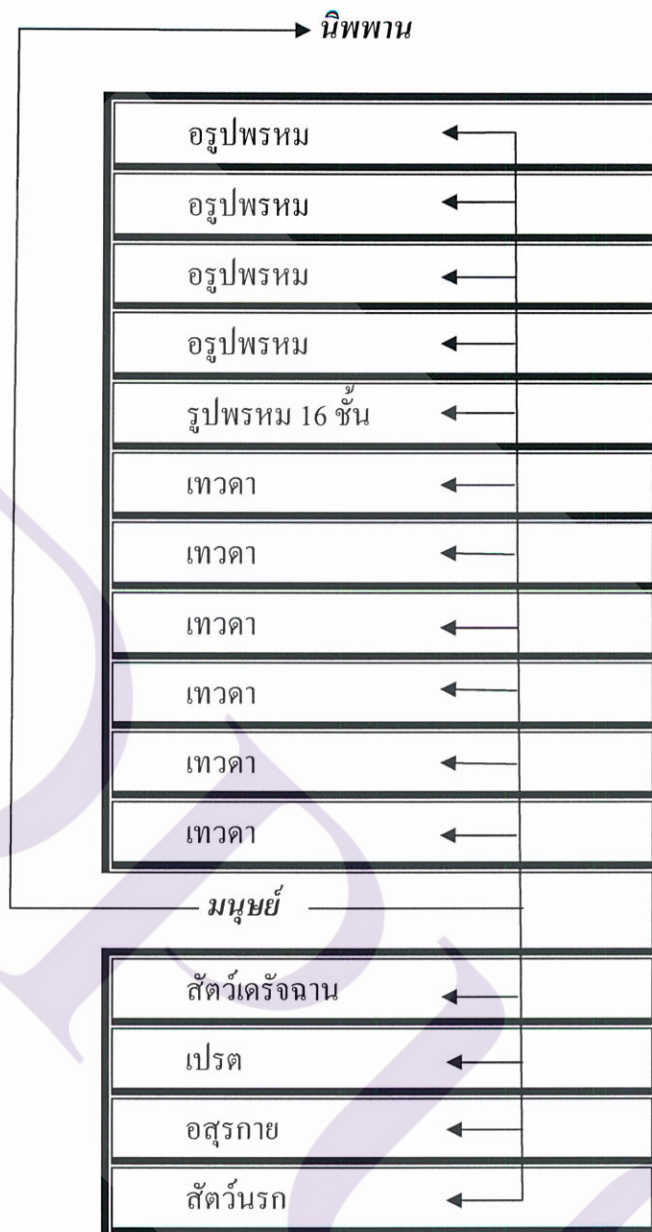 นิพพาน
อรูปพรหม
อรูปพรหม
อรูปพรหม
อรูปพรหม
รูปพรหม 16 ชั้น
เทวดา
เทวดา
เทวดา
เทวดา
เทวดา
เทวดา
มนุษย์
สัตว์เดรัจฉาน
เปรต
อสุรกาย
สัตว์นรก